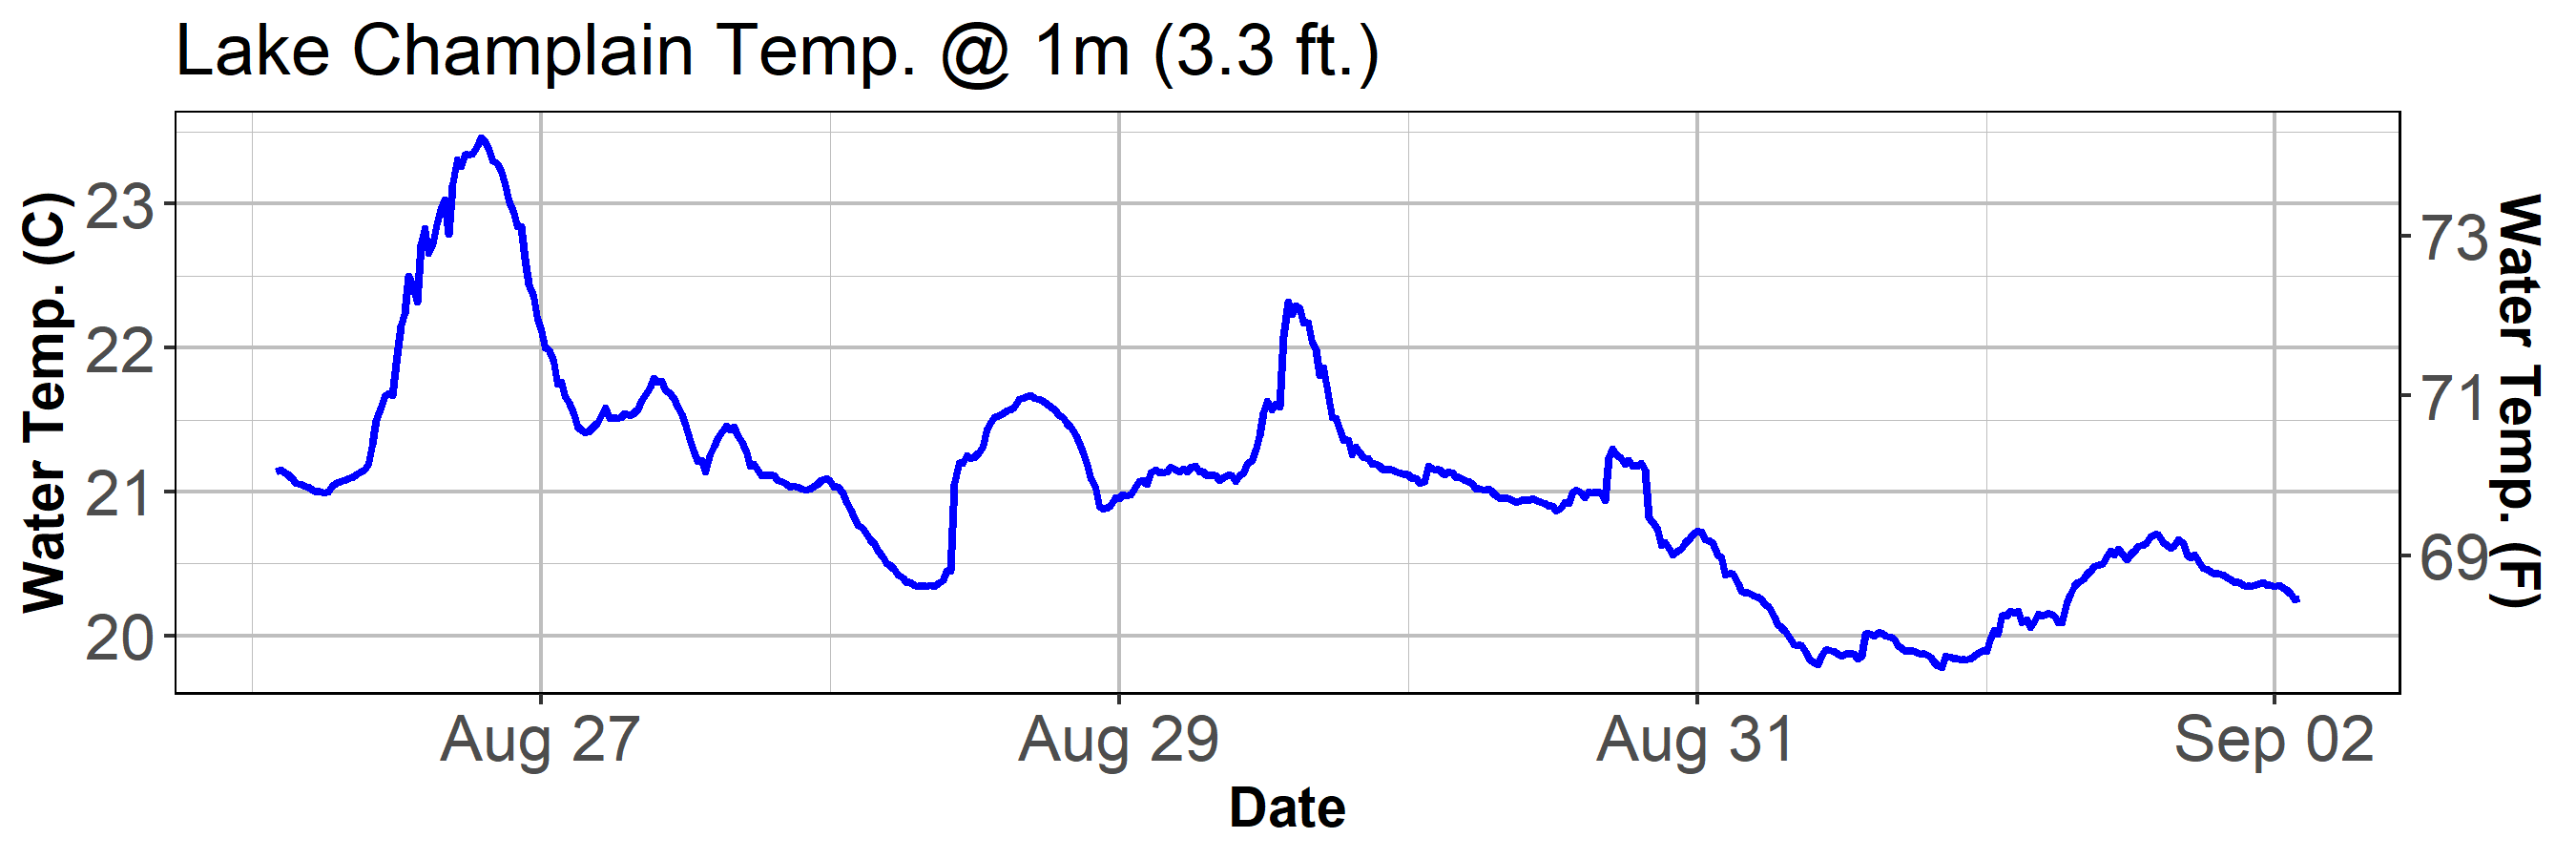 Lake Champlain Temp. @ 1m (3.3 ft.)
Water Temp. (C)
23
22
21
20
73
71
69
Water Temp. (F)
Aug 27
Aug 29
Aug 31
Sep 02
Date